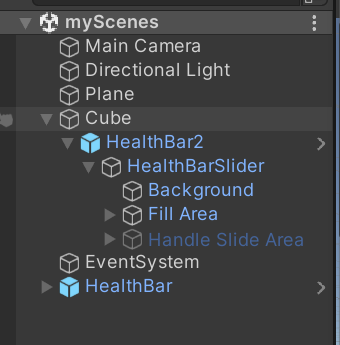 myScenes
Main Camera
Directional Light
Plane
Cube
HealthBar2
HealthBarSlider
Background
Fill Area
Handle Slide Area
EventSystem
HealthBar